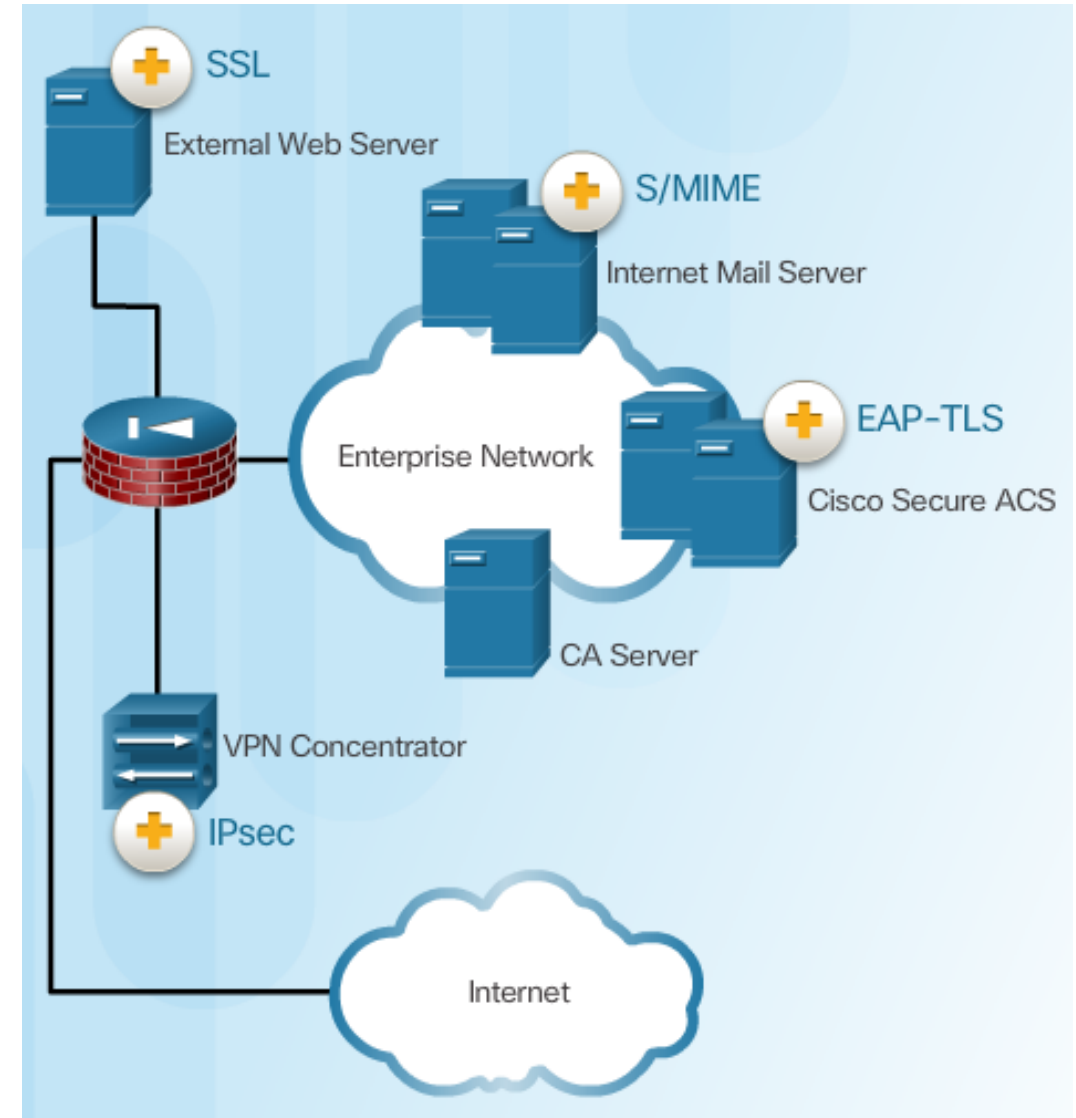 SSL
External Web Server
S/MIME
Internet Mail Server
EAP-TLS
Enterprise Network
Cisco Secure ACS
CA Server
VPN Concentrator
IPsec
Internet